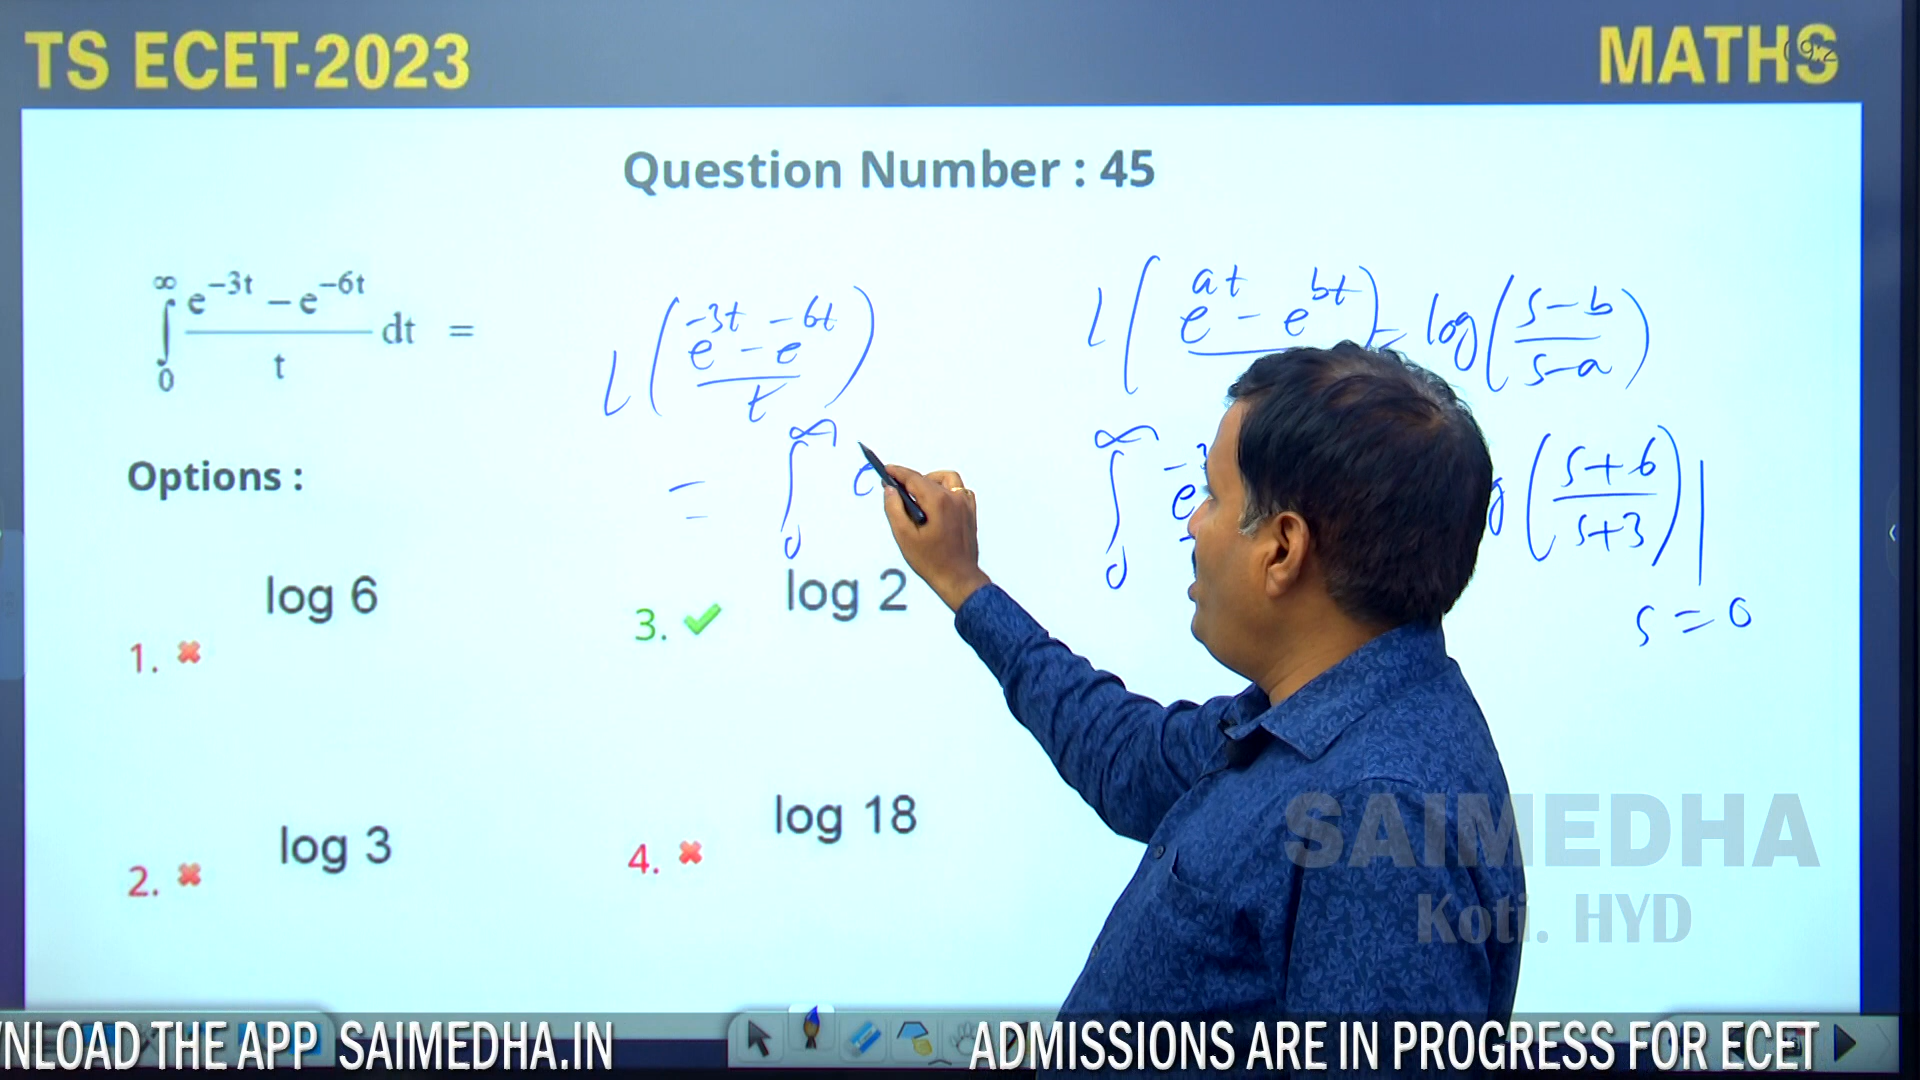 TS ECET-2023
MATHS
Question Number : 45
∞
∫ e^{-3t} - e^{-6t} / t dt =
0
L ( e^{-3t} - e^{-6t} / t )
= ∫_0^∞ e
L ( e^{at} - e^{bt} ) = log ( s-b / s-a )
∫_0^∞ e ( s+6 / s+3 ) |
s = 0
Options :
log 6
1. ✖
log 2
3. ✔
log 3
2. ✖
log 18
4. ✖
SAIMEDHA
Koti. HYD
NLOAD THE APP SAIMEDHA.IN
ADMISSIONS ARE IN PROGRESS FOR ECET